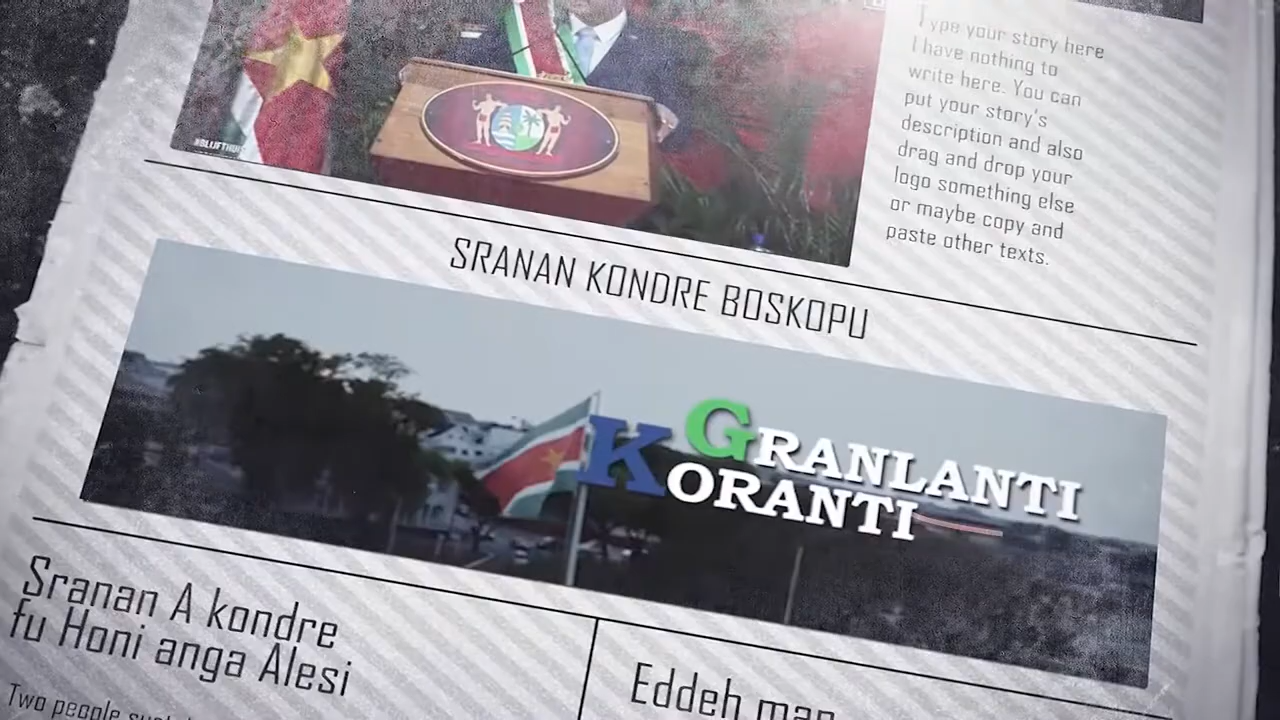 Type your story here
I have nothing to
write here. You can
put your story's
description and also
drag and drop your
logo something else
or maybe copy and
paste other texts.
SRANAN KONDRE BOSKOPU
GRANLANTI
KORANTI
Sranan A kondre
fu Honi anga Alesi
Two people
Eddeh man